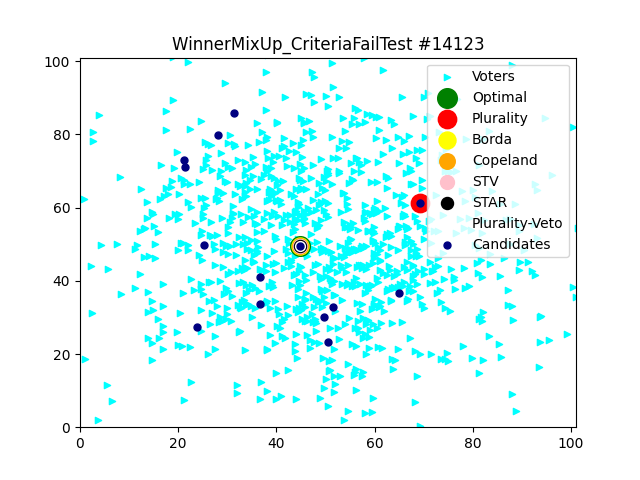 WinnerMixUp_CriteriaFailTest #14123
Voters
Optimal
Plurality
Borda
Copeland
STV
STAR
Plurality-Veto
Candidates
100
80
60
40
20
0
0 20 40 60 80 100